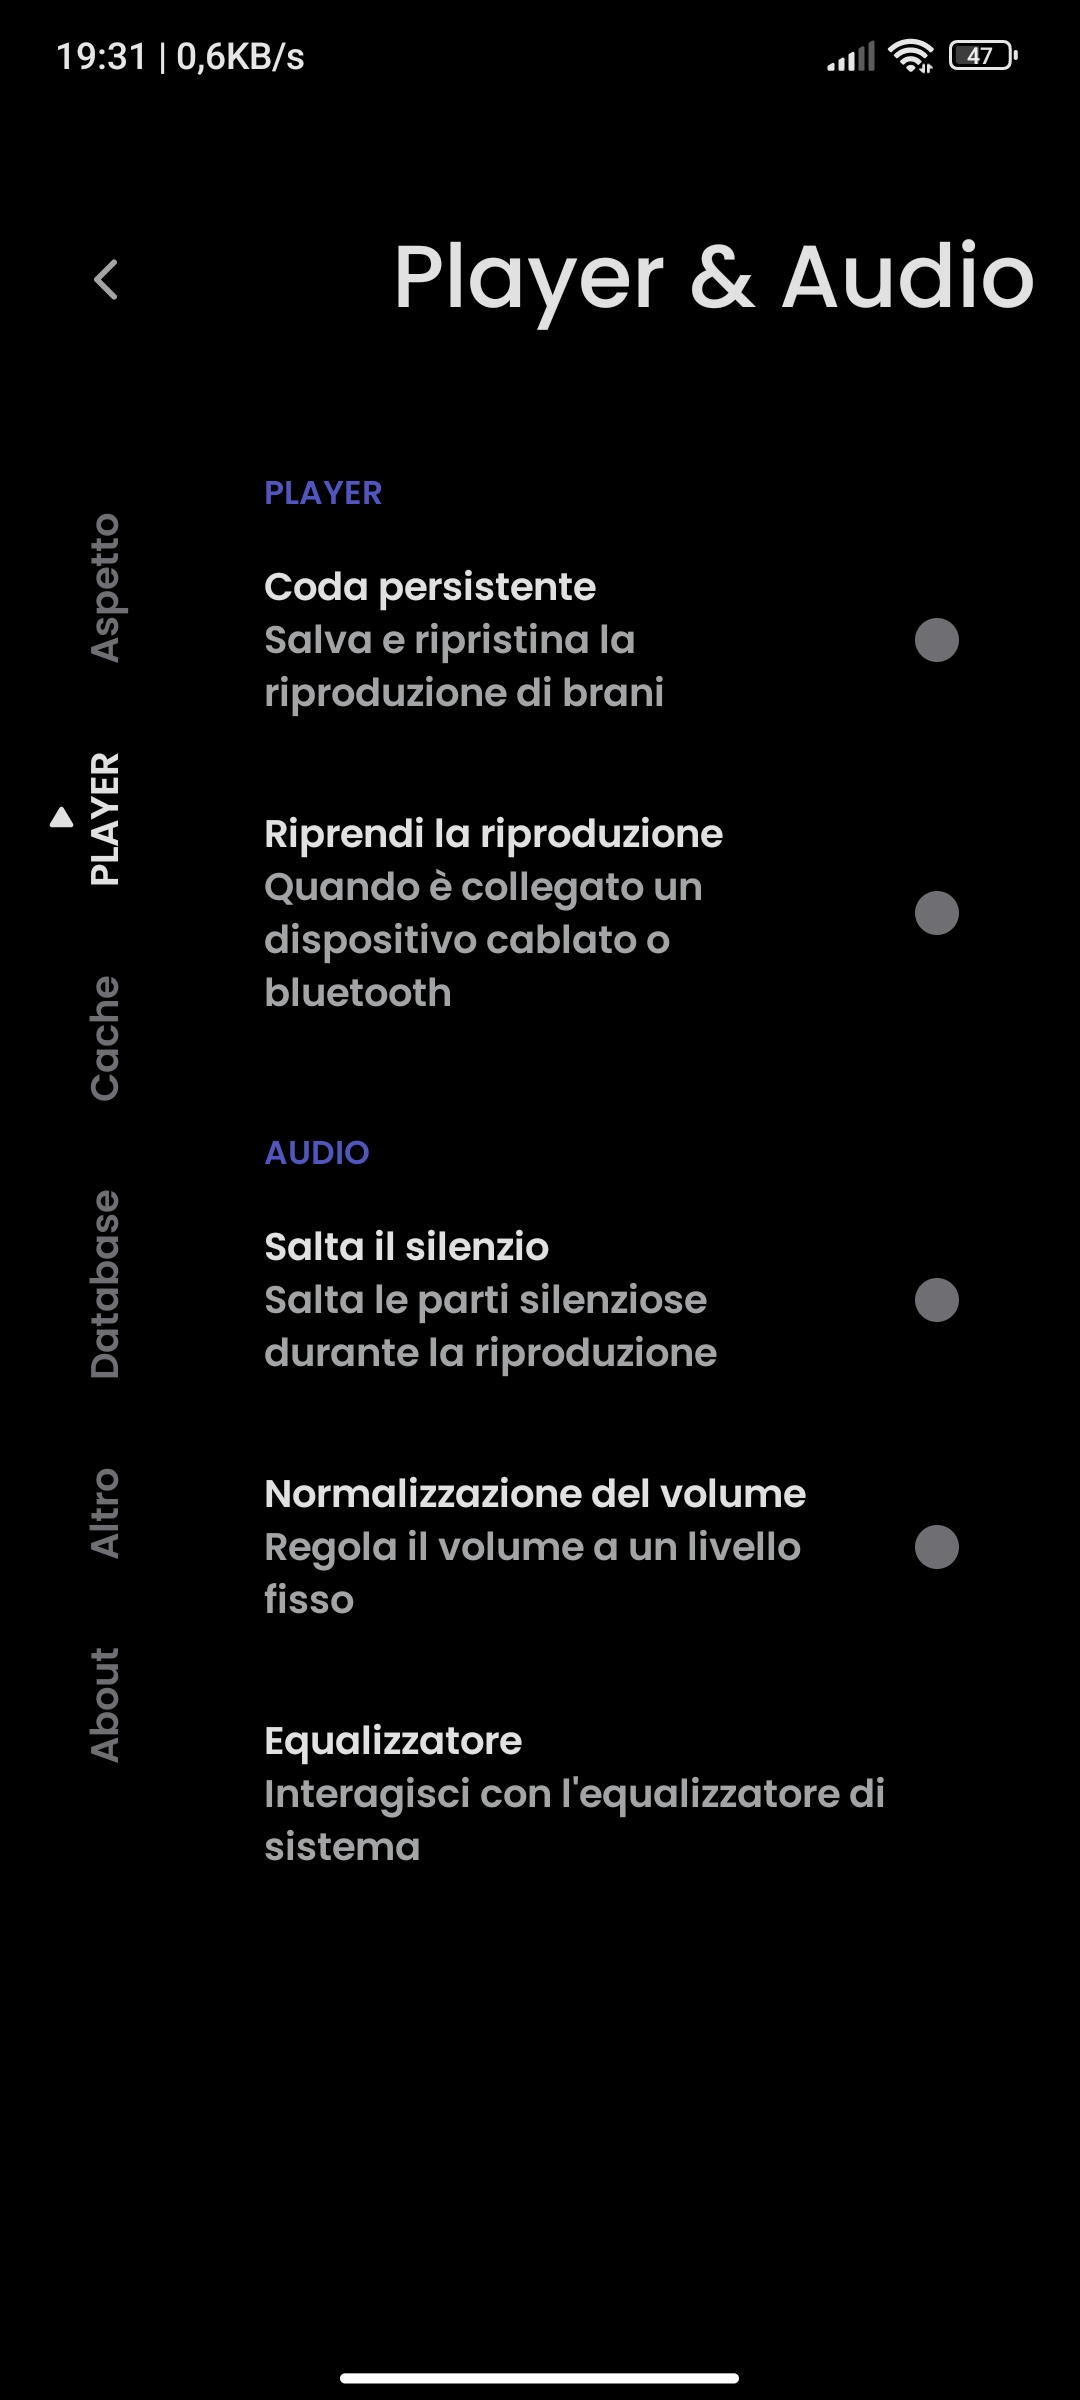 19:31 | 0,6KB/s
47
Player & Audio
Aspetto
PLAYER
Cache
Database
Altro
About
PLAYER
Coda persistente
Salva e ripristina la
riproduzione di brani
Riprendi la riproduzione
Quando è collegato un
dispositivo cablato o
bluetooth
AUDIO
Salta il silenzio
Salta le parti silenziose
durante la riproduzione
Normalizzazione del volume
Regola il volume a un livello
fisso
Equalizzatore
Interagisci con l'equalizzatore di
sistema